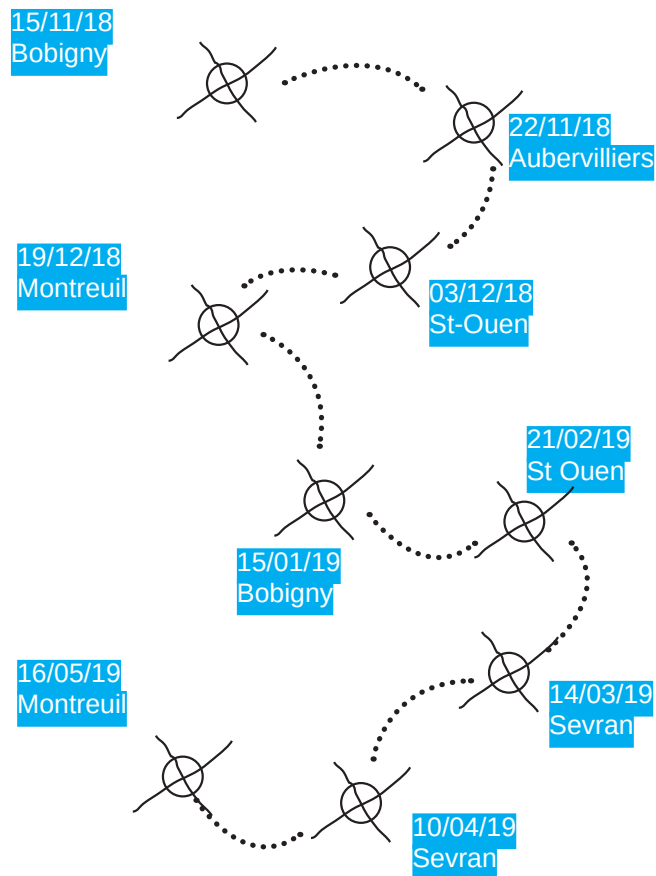 15/11/18
Bobigny
22/11/18
Aubervilliers
03/12/18
St-Ouen
19/12/18
Montreuil
15/01/19
Bobigny
21/02/19
St Ouen
14/03/19
Sevran
10/04/19
Sevran
16/05/19
Montreuil